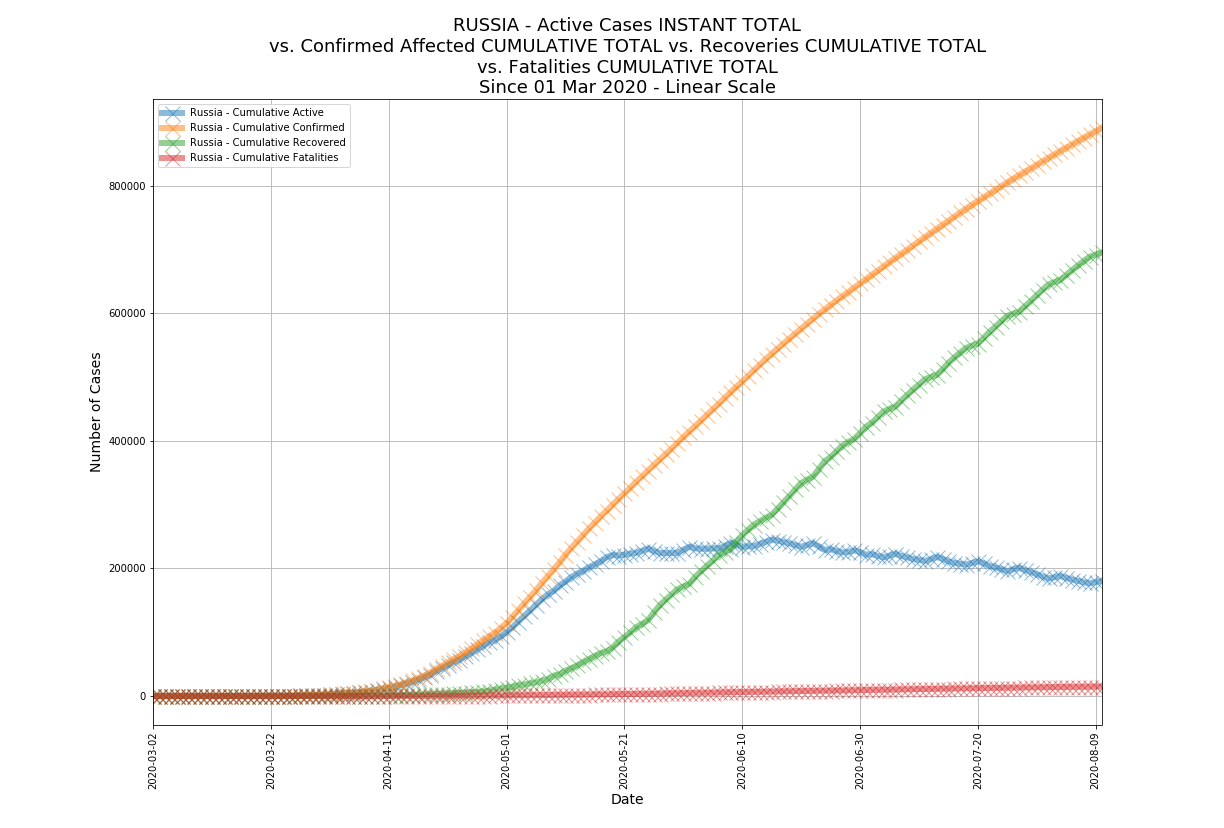 RUSSIA - Active Cases INSTANT TOTAL
vs. Confirmed Affected CUMULATIVE TOTAL vs. Recoveries CUMULATIVE TOTAL
vs. Fatalities CUMULATIVE TOTAL
Since 01 Mar 2020 - Linear Scale
Russia - Cumulative Active
Russia - Cumulative Confirmed
Russia - Cumulative Recovered
Russia - Cumulative Fatalities
Number of Cases
800000
600000
400000
200000
0
2020-03-02
2020-03-22
2020-04-11
2020-05-01
2020-05-21
2020-06-10
2020-06-30
2020-07-20
2020-08-09
Date